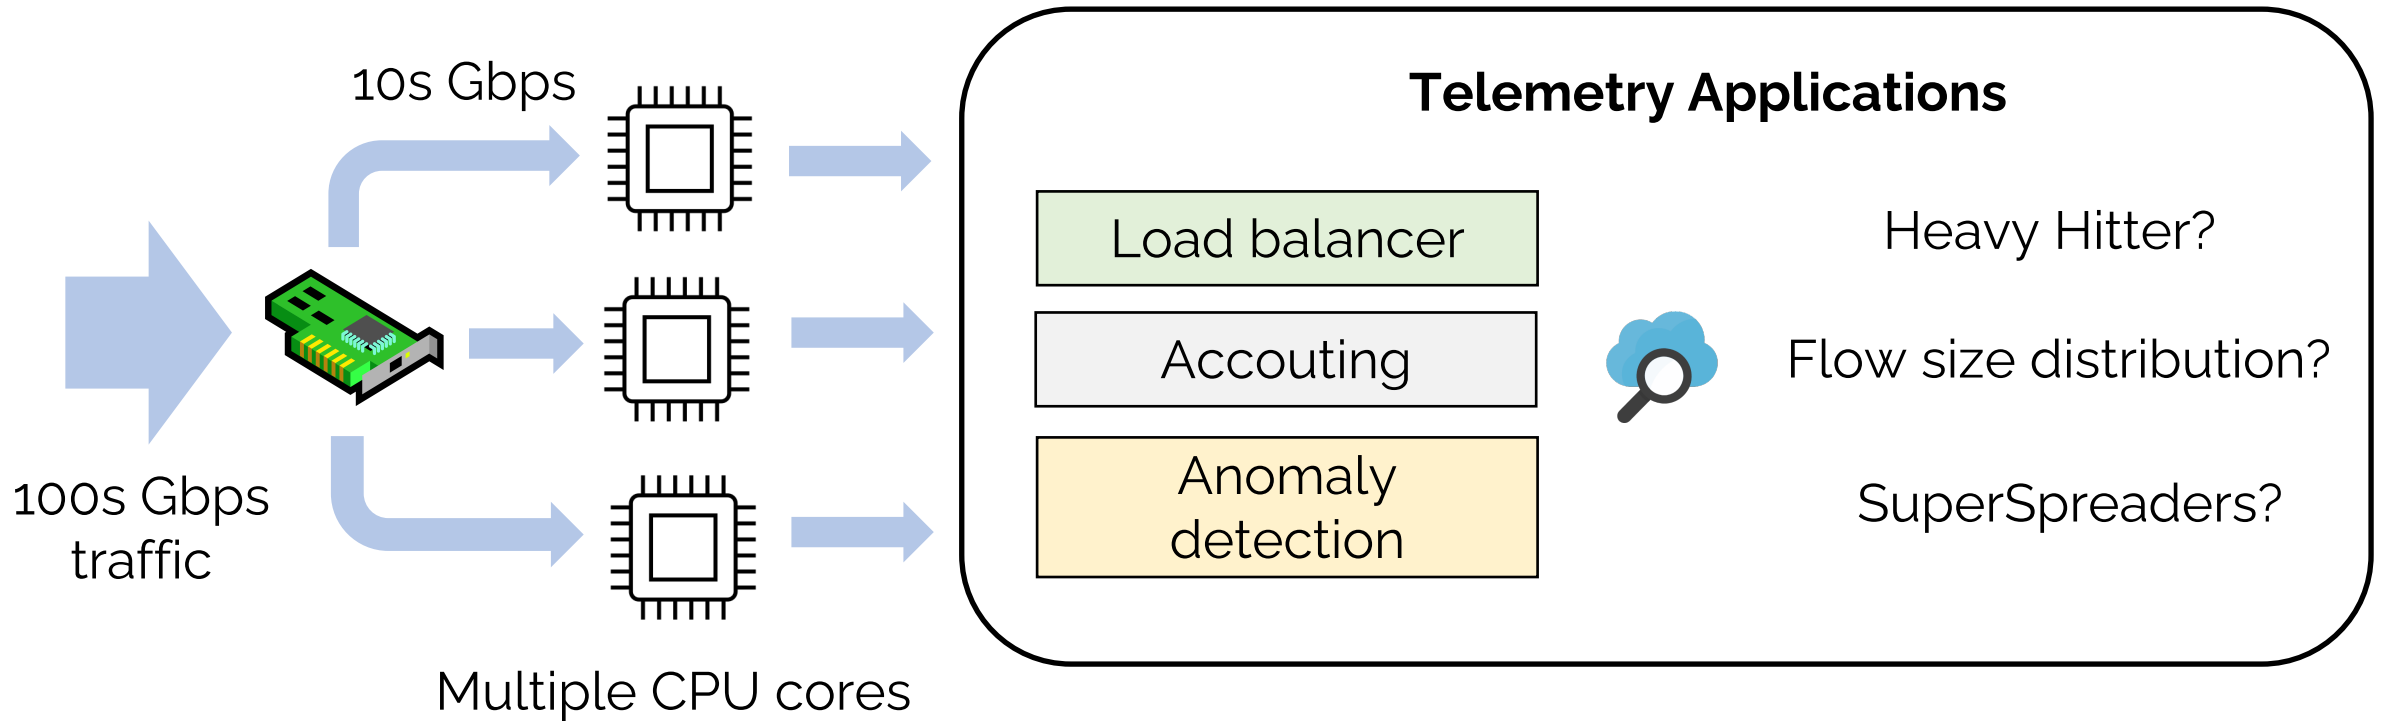 10s Gbps
100s Gbps
traffic
Multiple CPU cores
Telemetry Applications
Load balancer
Accouting
Anomaly
detection
Heavy Hitter?
Flow size distribution?
SuperSpreaders?